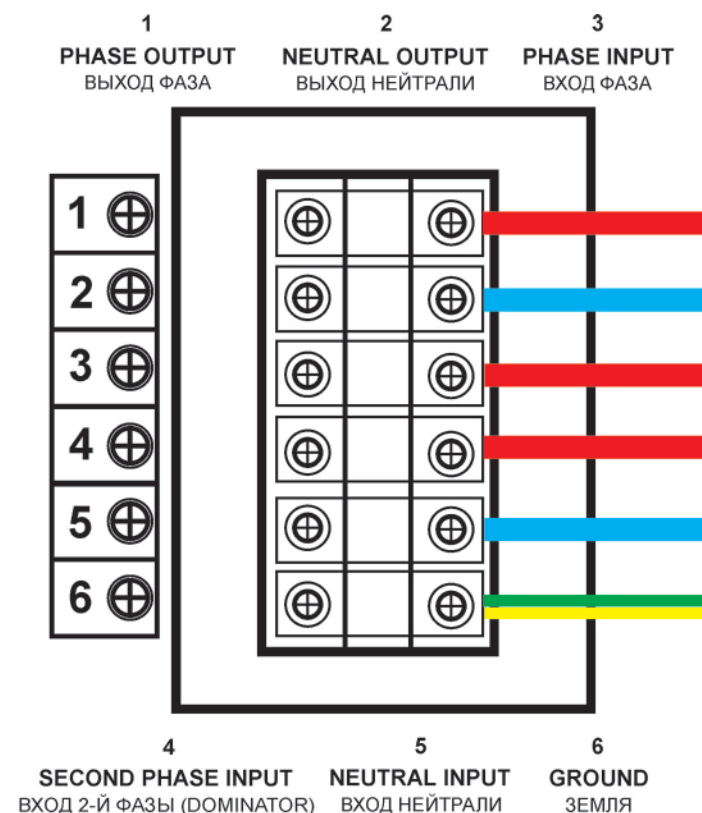 1 2 3
PHASE OUTPUT NEUTRAL OUTPUT PHASE INPUT
ВЫХОД ФАЗА ВЫХОД НЕЙТРАЛИ ВХОД ФАЗА
1
2
3
4
5
6
4 5 6
SECOND PHASE INPUT NEUTRAL INPUT GROUND
ВХОД 2-Й ФАЗЫ (DOMINATOR) ВХОД НЕЙТРАЛИ ЗЕМЛЯ